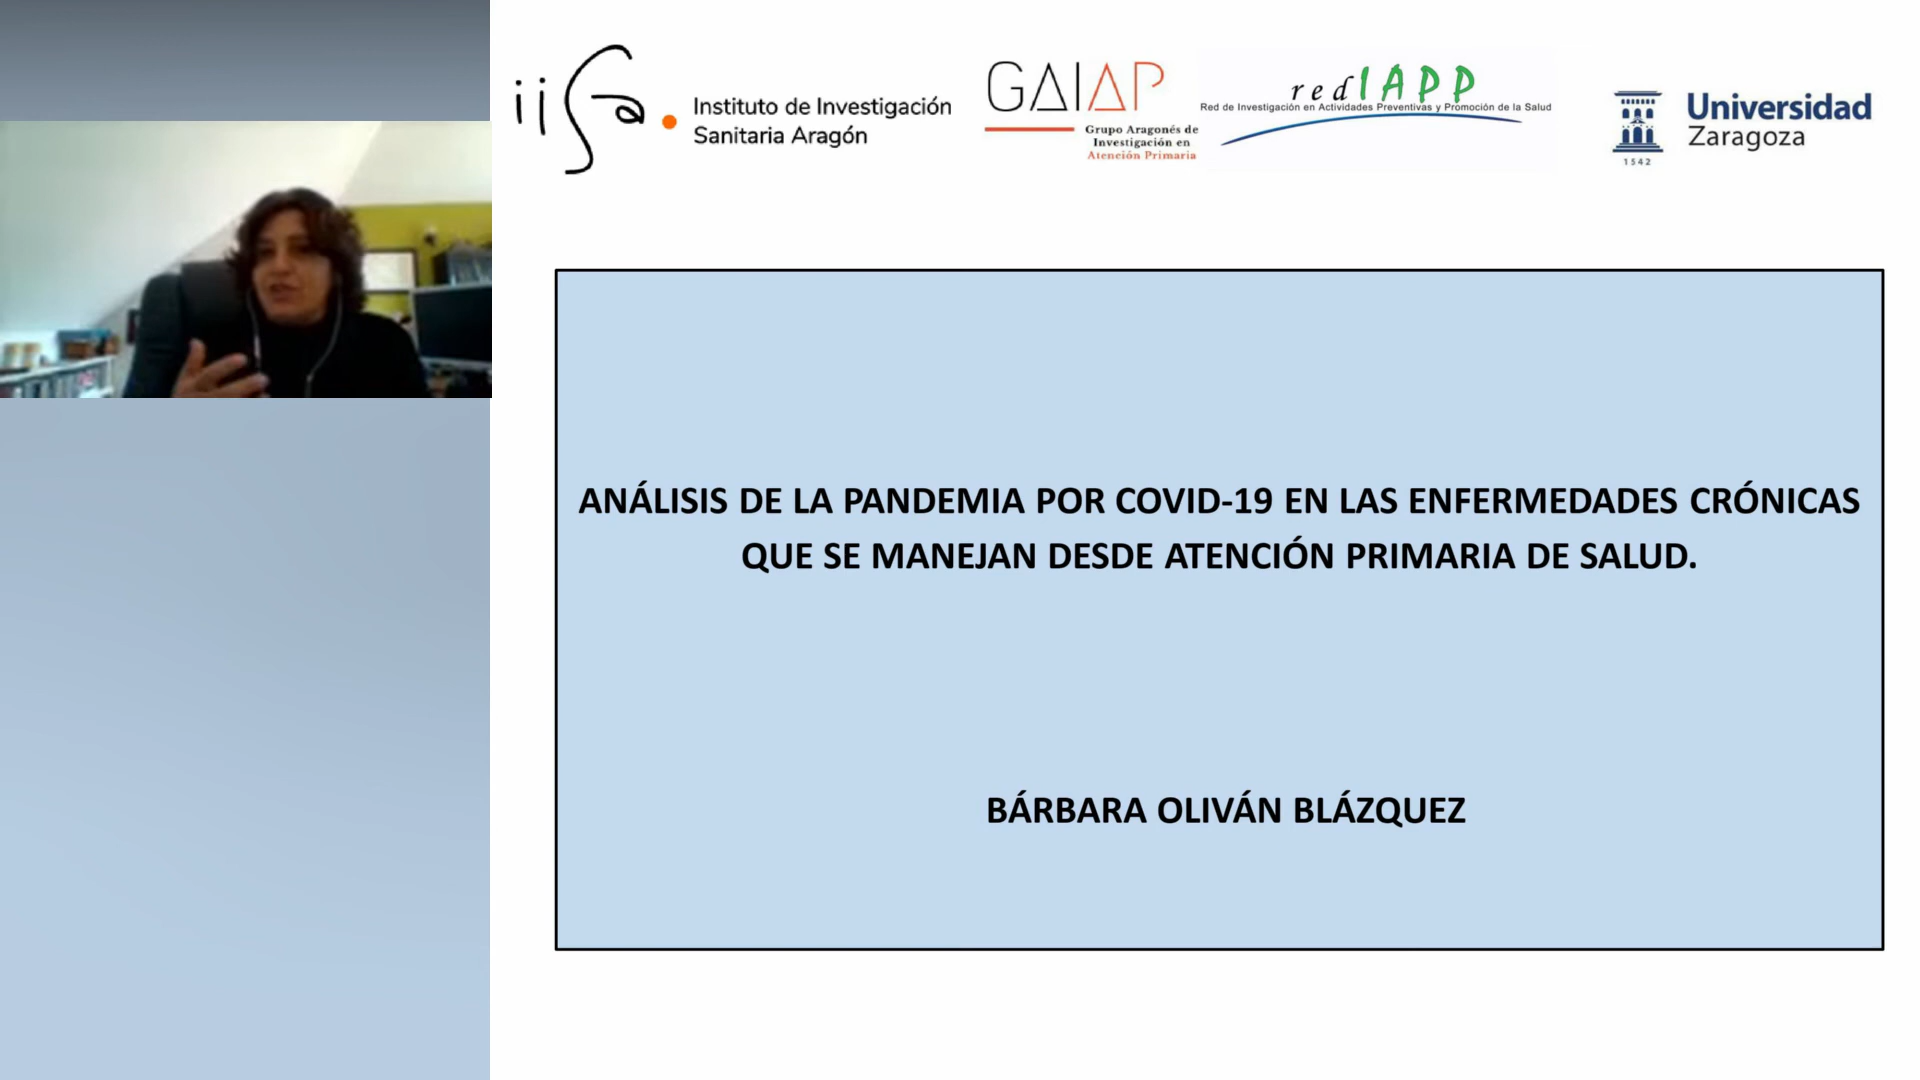 iisa.
Instituto de Investigación
Sanitaria Aragón
GAIAP
Grupo Aragonés de
Investigación en
Atención Primaria
redIAPP
Red de Investigación en Actividades Preventivas y Promoción de la Salud
Universidad
Zaragoza
1542
ANÁLISIS DE LA PANDEMIA POR COVID-19 EN LAS ENFERMEDADES CRÓNICAS
QUE SE MANEJAN DESDE ATENCIÓN PRIMARIA DE SALUD.
BÁRBARA OLIVÁN BLÁZQUEZ